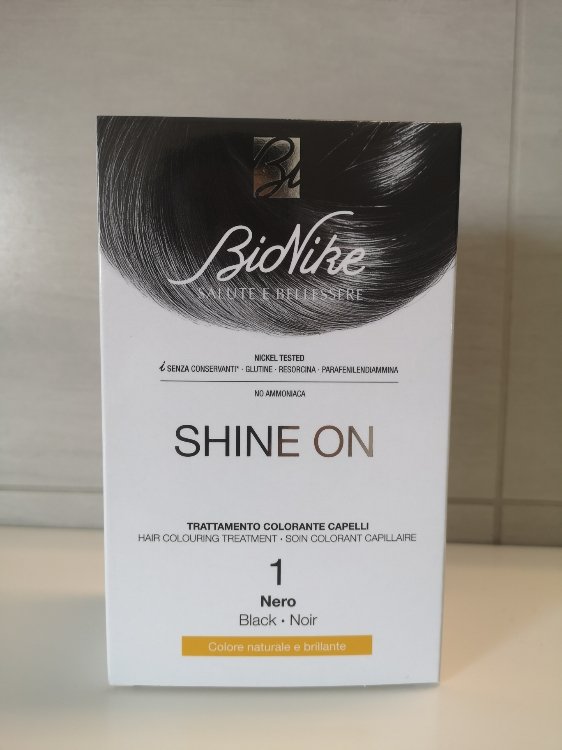 Bi
BioNike
SALUTE E BELLESSERE
NICKEL TESTED
i SENZA CONSERVANTI* · GLUTINE · RESORCINA · PARAFENILENDIAMMINA
NO AMMONIACA
SHINE ON
TRATTAMENTO COLORANTE CAPELLI
HAIR COLOURING TREATMENT · SOIN COLORANT CAPILLAIRE
1
Nero
Black · Noir
Colore naturale e brillante